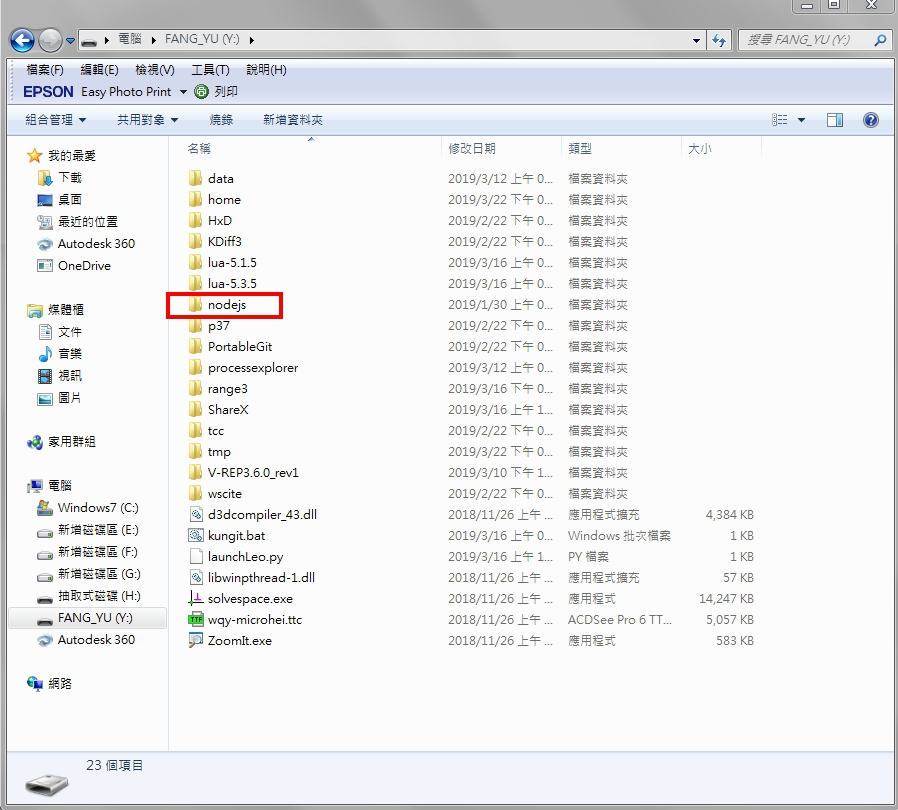 電腦 FANG_YU (Y:)
搜尋 FANG_YU (Y:)
檔案(F) 編輯(E) 檢視(V) 工具(T) 說明(H)
EPSON Easy Photo Print 列印
組合管理 共用對象 燒錄 新增資料夾
我的最愛
下載
桌面
最近的位置
Autodesk 360
OneDrive
媒體櫃
文件
音樂
視訊
圖片
家用群組
電腦
Windows7 (C:)
新增磁碟區 (E:)
新增磁碟區 (F:)
新增磁碟區 (G:)
抽取式磁碟 (H:)
FANG_YU (Y:)
Autodesk 360
網路
名稱 修改日期 類型 大小
data 2019/3/12 上午 0... 檔案資料夾
home 2019/3/22 下午 0... 檔案資料夾
HxD 2019/2/22 下午 0... 檔案資料夾
KDiff3 2019/2/22 下午 0... 檔案資料夾
lua-5.1.5 2019/3/16 上午 0... 檔案資料夾
lua-5.3.5 2019/3/16 上午 0... 檔案資料夾
nodejs 2019/1/30 上午 0... 檔案資料夾
p37 2019/2/22 下午 0... 檔案資料夾
PortableGit 2019/2/22 下午 0... 檔案資料夾
processexplorer 2019/3/12 上午 0... 檔案資料夾
range3 2019/3/16 下午 0... 檔案資料夾
ShareX 2019/3/16 上午 1... 檔案資料夾
tcc 2019/2/22 下午 0... 檔案資料夾
tmp 2019/3/22 下午 0... 檔案資料夾
V-REP3.6.0_rev1 2019/3/10 下午 1... 檔案資料夾
wscite 2019/2/22 下午 0... 檔案資料夾
d3dcompiler_43.dll 2018/11/26 上午 ... 應用程式擴充 4,384 KB
kungit.bat 2019/3/16 上午 0... Windows 批次檔案 1 KB
launchLeo.py 2019/3/16 上午 1... PY 檔案 1 KB
libwinpthread-1.dll 2018/11/26 上午 ... 應用程式擴充 57 KB
solvespace.exe 2018/11/26 上午 ... 應用程式 14,247 KB
wqy-microhei.ttc 2018/11/26 上午 ... ACDSee Pro 6 TT... 5,057 KB
ZoomIt.exe 2018/11/26 上午 ... 應用程式 583 KB
23 個項目